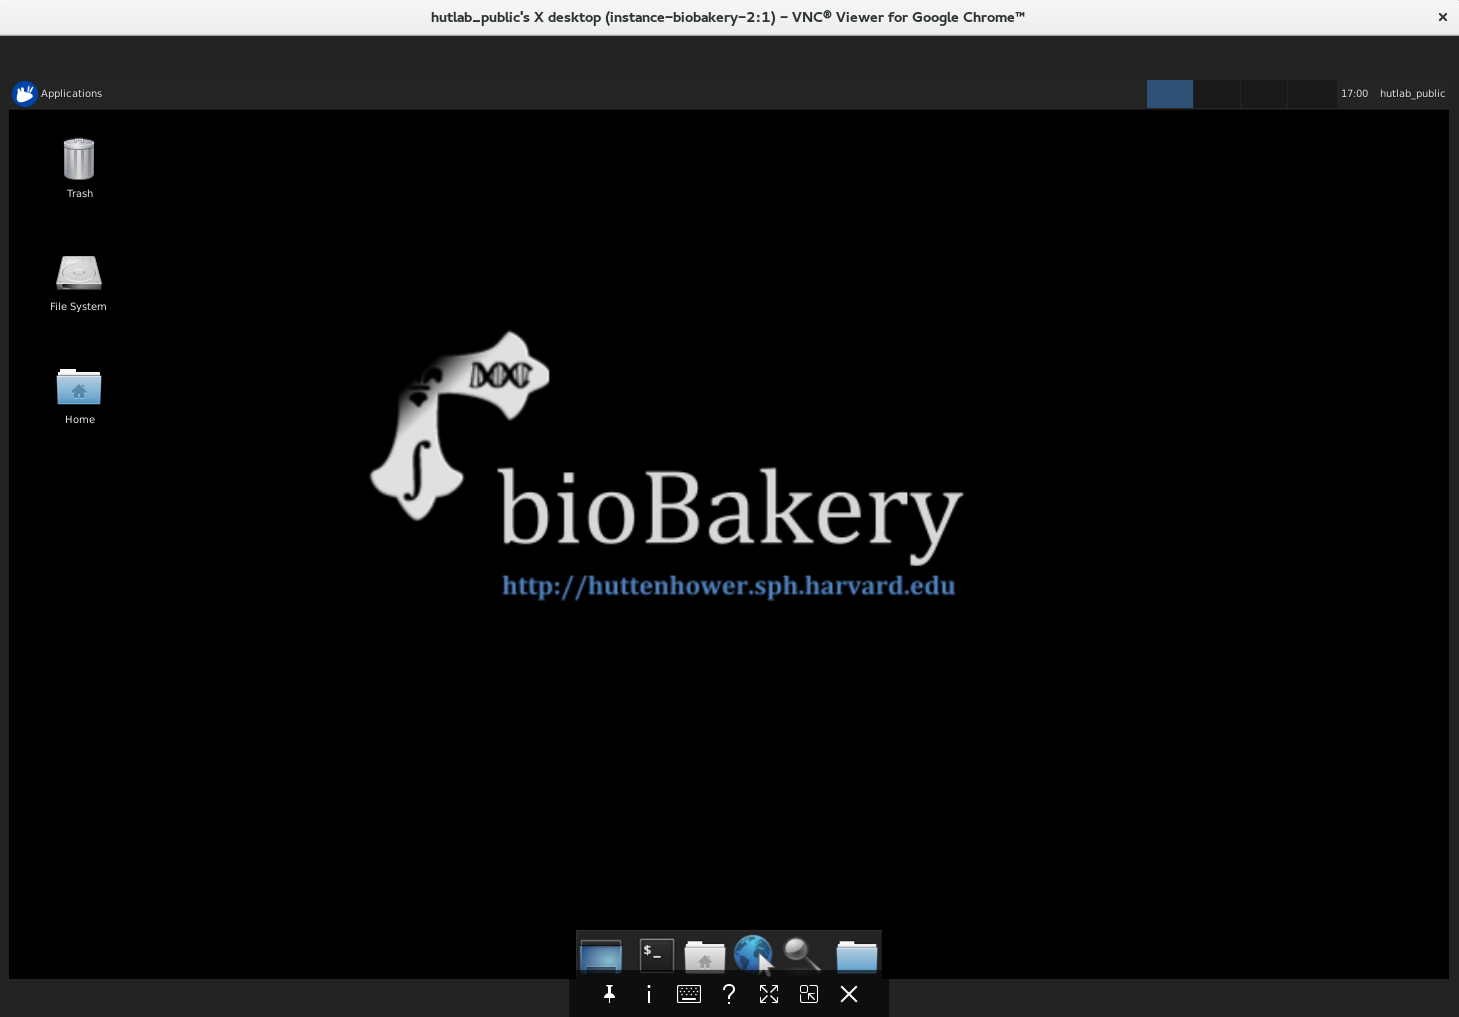 hutlab_public's X desktop (instance-biobakery-2:1) – VNC® Viewer for Google Chrome™
Applications
17:00 hutlab_public
Trash
File System
Home
bioBakery
http://huttenhower.sph.harvard.edu
$_